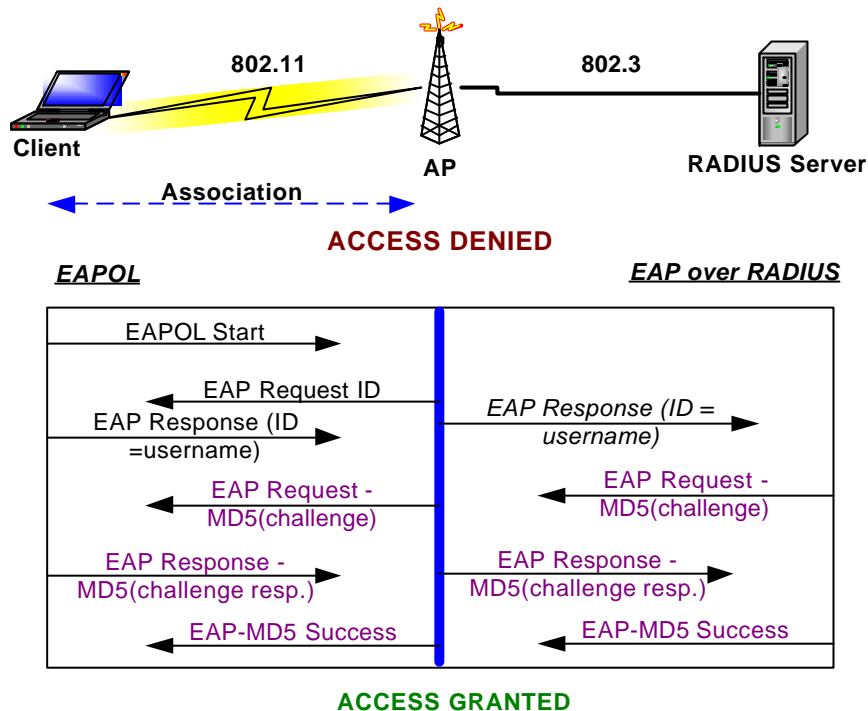 802.11
802.3
Client
AP
RADIUS Server
Association
ACCESS DENIED
EAPOL
EAP over RADIUS
EAPOL Start
EAP Request ID
EAP Response (ID
=username)
EAP Response (ID =
username)
EAP Request -
MD5(challenge)
EAP Request -
MD5(challenge)
EAP Response -
MD5(challenge resp.)
EAP Response -
MD5(challenge resp.)
EAP-MD5 Success
EAP-MD5 Success
ACCESS GRANTED